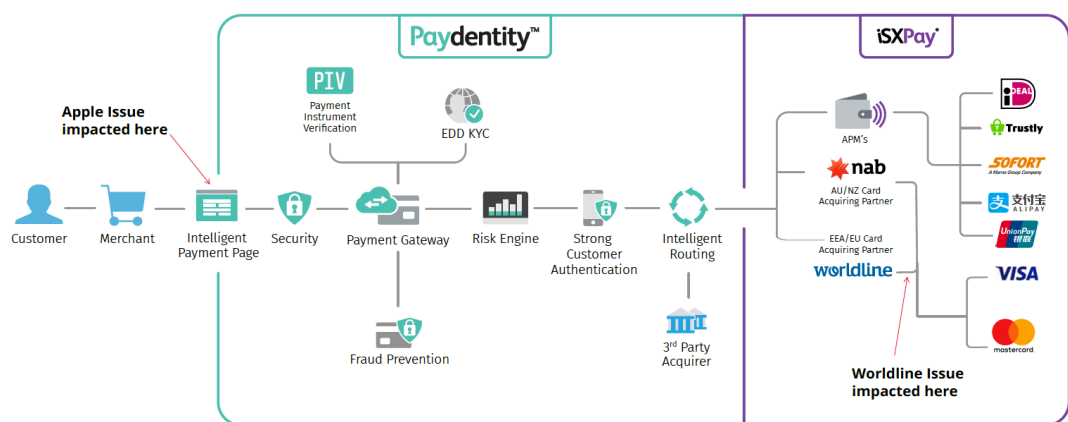 Paydentity™
iSXPay
PIV
Payment
Instrument
Verification
EDD KYC
Apple Issue
impacted here
Customer
Merchant
Intelligent
Payment Page
Security
Payment Gateway
Risk Engine
Strong
Customer
Authentication
Intelligent
Routing
Fraud Prevention
3rd Party
Acquirer
APM's
nab
AU/NZ Card
Acquiring Partner
EEA/EU Card
Acquiring Partner
worldline
iDEAL
Trustly
SOFORT
A Klarna Group Company
支 支付宝
ALIPAY
UnionPay
银联
VISA
mastercard
Worldline Issue
impacted here